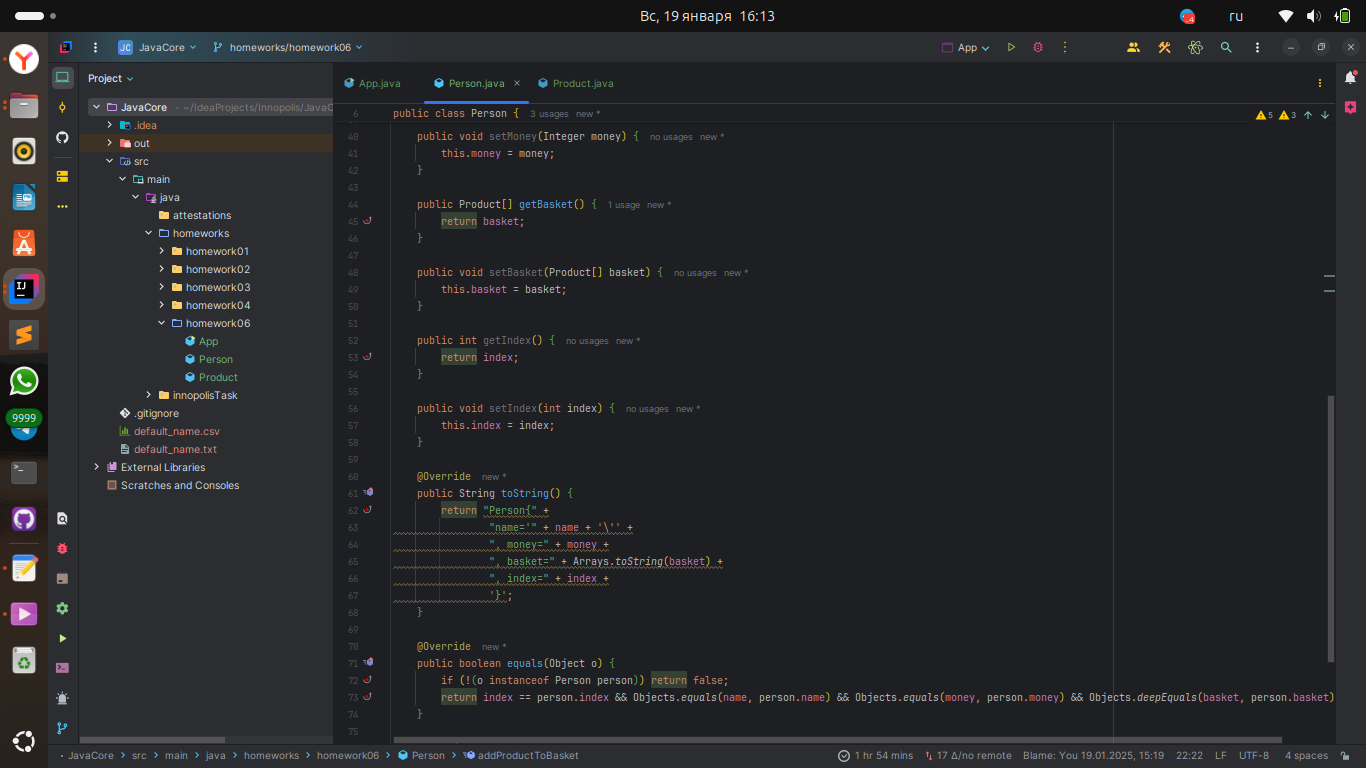 Вс, 19 января 16:13
ru
JC JavaCore
homeworks/homework06
App
Project
App.java
Person.java
Product.java
JavaCore ~/IdeaProjects/Innopolis/JavaC
.idea
out
src
main
java
attestations
homeworks
homework01
homework02
homework03
homework04
homework06
App
Person
Product
innopolisTask
.gitignore
default_name.csv
default_name.txt
External Libraries
Scratches and Consoles
9999
6 public class Person { 3 usages new *
5 3
40 public void setMoney(Integer money) { no usages new *
41 this.money = money;
42 }
43
44 public Product[] getBasket() { 1 usage new *
45 return basket;
46 }
47
48 public void setBasket(Product[] basket) { no usages new *
49 this.basket = basket;
50 }
51
52 public int getIndex() { no usages new *
53 return index;
54 }
55
56 public void setIndex(int index) { no usages new *
57 this.index = index;
58 }
59
60 @Override new *
61 public String toString() {
62 return "Person{" +
63 "name='" + name + '\'' +
64 ", money=" + money +
65 ", basket=" + Arrays.toString(basket) +
66 ", index=" + index +
67 '}';
68 }
69
70 @Override new *
71 public boolean equals(Object o) {
72 if (!(o instanceof Person person)) return false;
73 return index == person.index && Objects.equals(name, person.name) && Objects.equals(money, person.money) && Objects.deepEquals(basket, person.basket)
74 }
75
JavaCore > src > main > java > homeworks > homework06 > Person > addProductToBasket
1 hr 54 mins
17 Δ/no remote
Blame: You 19.01.2025, 15:19
22:22
LF
UTF-8
4 spaces